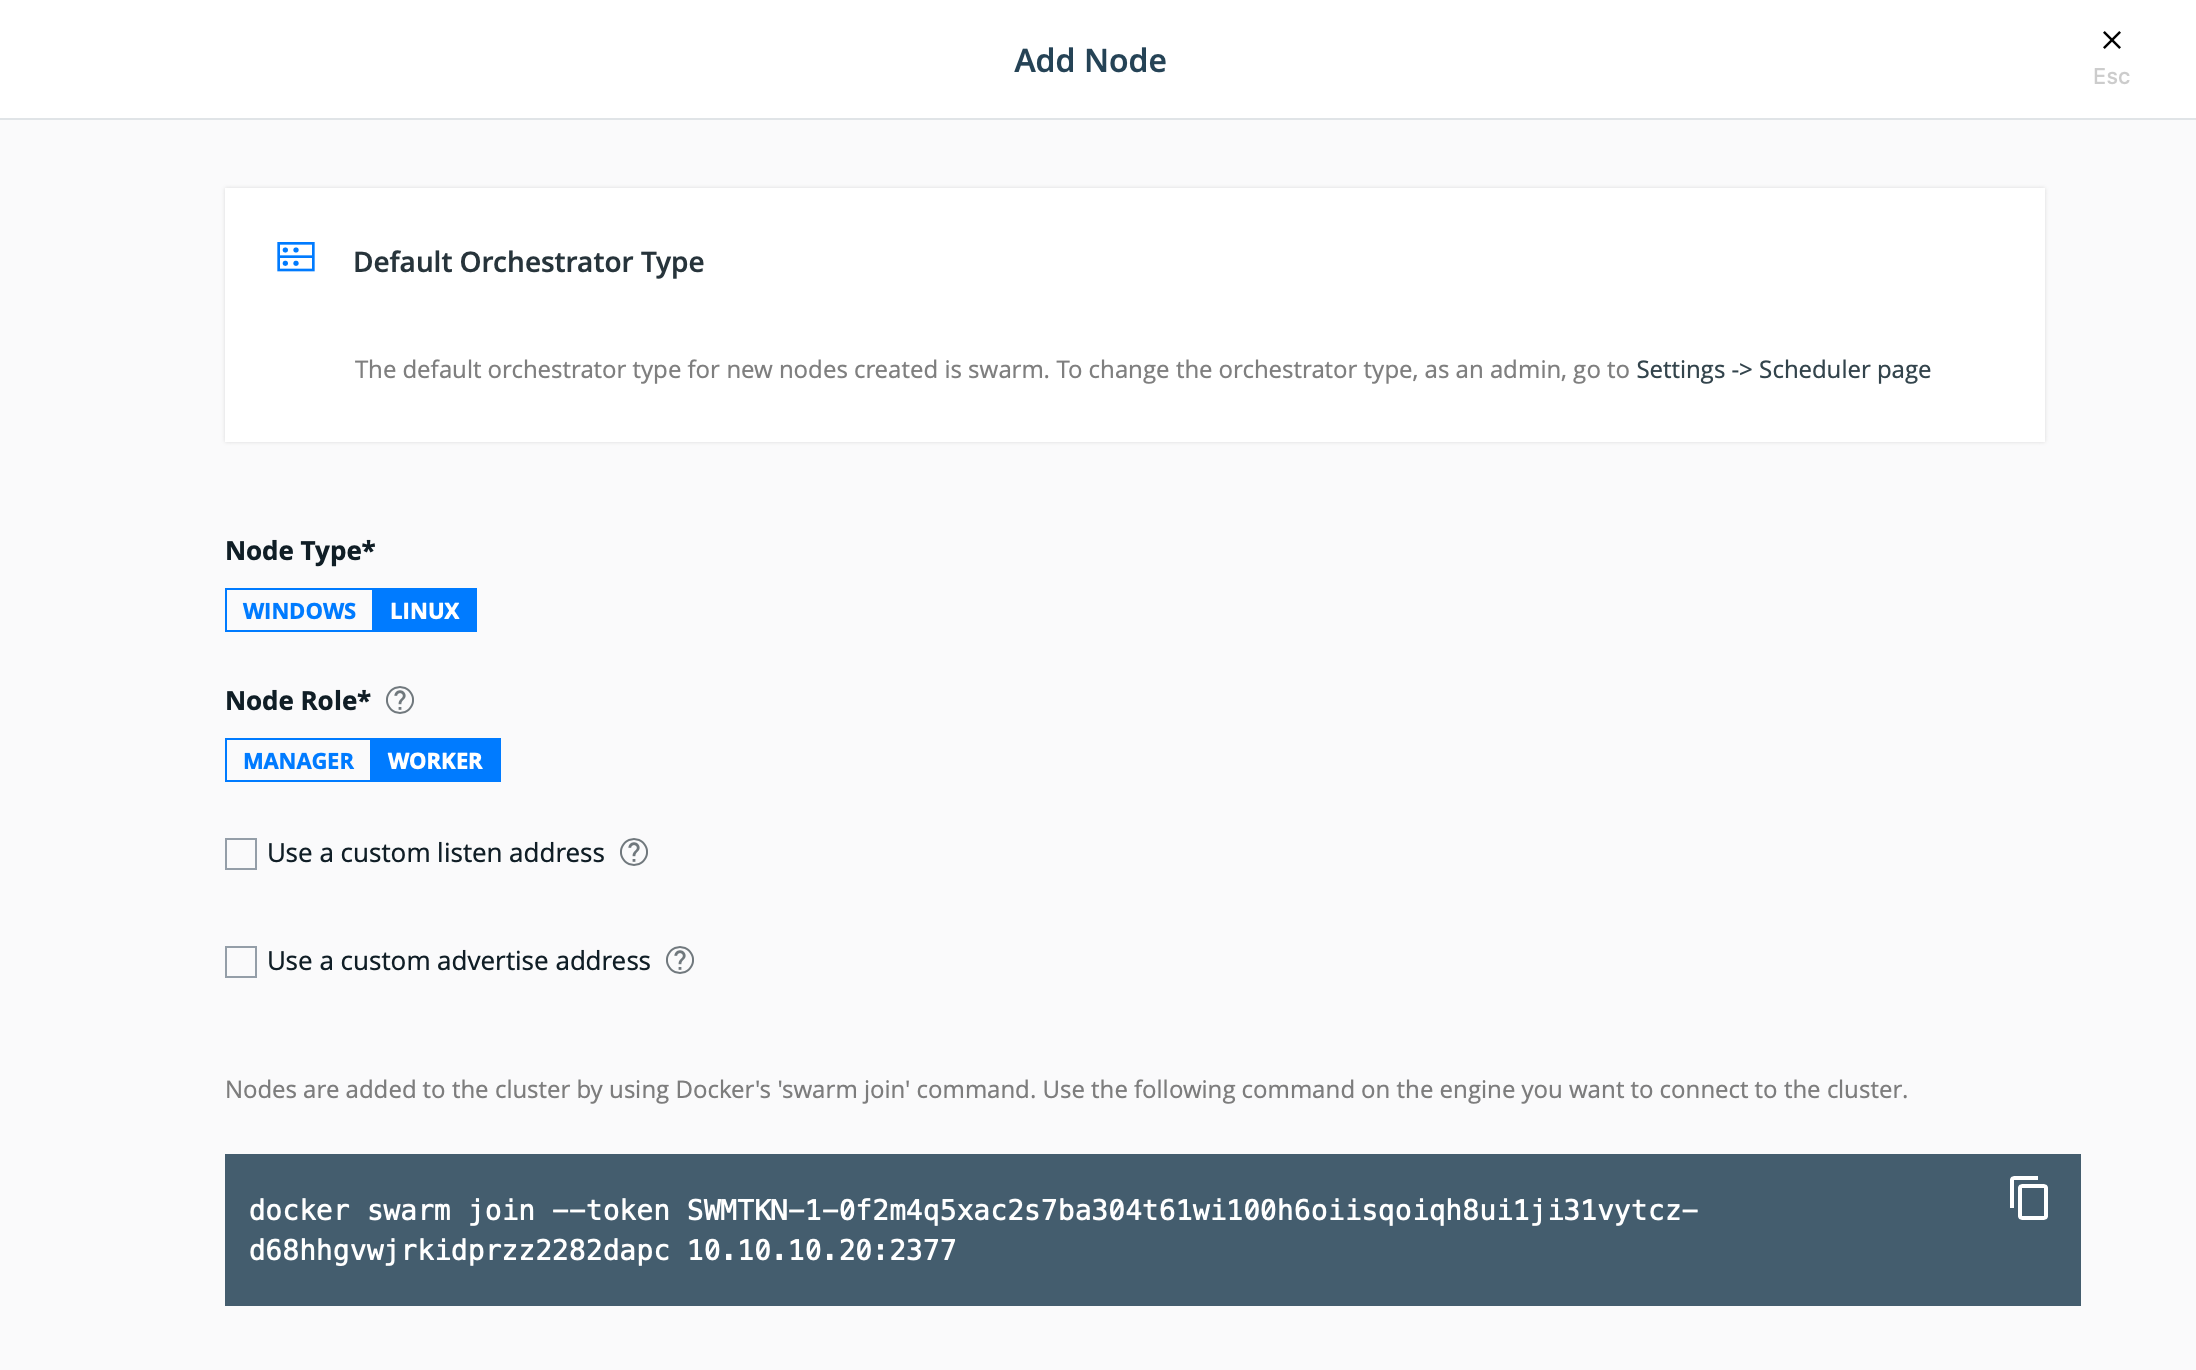 Add Node
Esc
Default Orchestrator Type
The default orchestrator type for new nodes created is swarm. To change the orchestrator type, as an admin, go to Settings -> Scheduler page
Node Type*
WINDOWS LINUX
Node Role* ?
MANAGER WORKER
Use a custom listen address ?
Use a custom advertise address ?
Nodes are added to the cluster by using Docker's 'swarm join' command. Use the following command on the engine you want to connect to the cluster.
docker swarm join --token SWMTKN-1-0f2m4q5xac2s7ba304t61wi100h6oiisqoiqh8ui1ji31vytcz-
d68hhgvwjrkidprzz2282dapc 10.10.10.20:2377